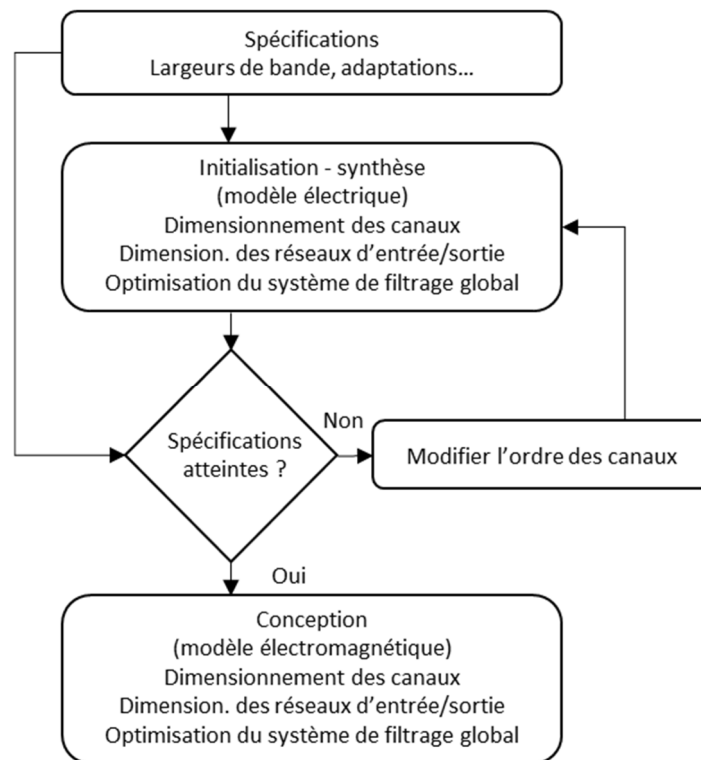 Spécifications
Largeurs de bande, adaptations…
Initialisation - synthèse
(modèle électrique)
Dimensionnement des canaux
Dimension. des réseaux d’entrée/sortie
Optimisation du système de filtrage global
Non
Spécifications
atteintes ?
Modifier l’ordre des canaux
Oui
Conception
(modèle électromagnétique)
Dimensionnement des canaux
Dimension. des réseaux d’entrée/sortie
Optimisation du système de filtrage global